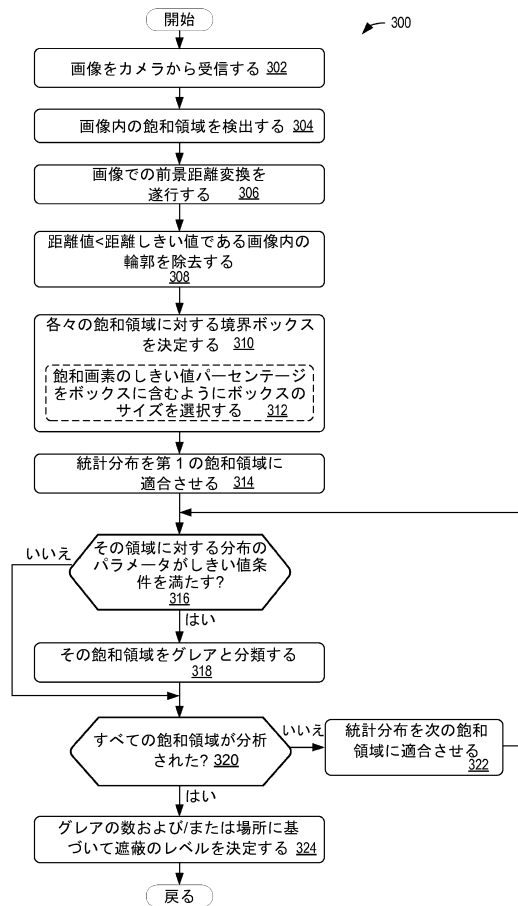 開始
300
画像をカメラから受信する 302
画像内の飽和領域を検出する 304
画像での前景距離変換を
遂行する 306
距離値<距離しきい値である画像内の
輪郭を除去する
308
各々の飽和領域に対する境界ボックス
を決定する 310
飽和画素のしきい値パーセンテージ
をボックスに含むようにボックスの
サイズを選択する 312
統計分布を第1の飽和領域に
適合させる 314
いいえ
その領域に対する分布の
パラメータがしきい値条
件を満たす?
316
はい
その飽和領域をグレアと分類する
318
すべての飽和領域が分析
された? 320
いいえ
統計分布を次の飽和
領域に適合させる
322
はい
グレアの数および/または場所に基
づいて遮蔽のレベルを決定する 324
戻る